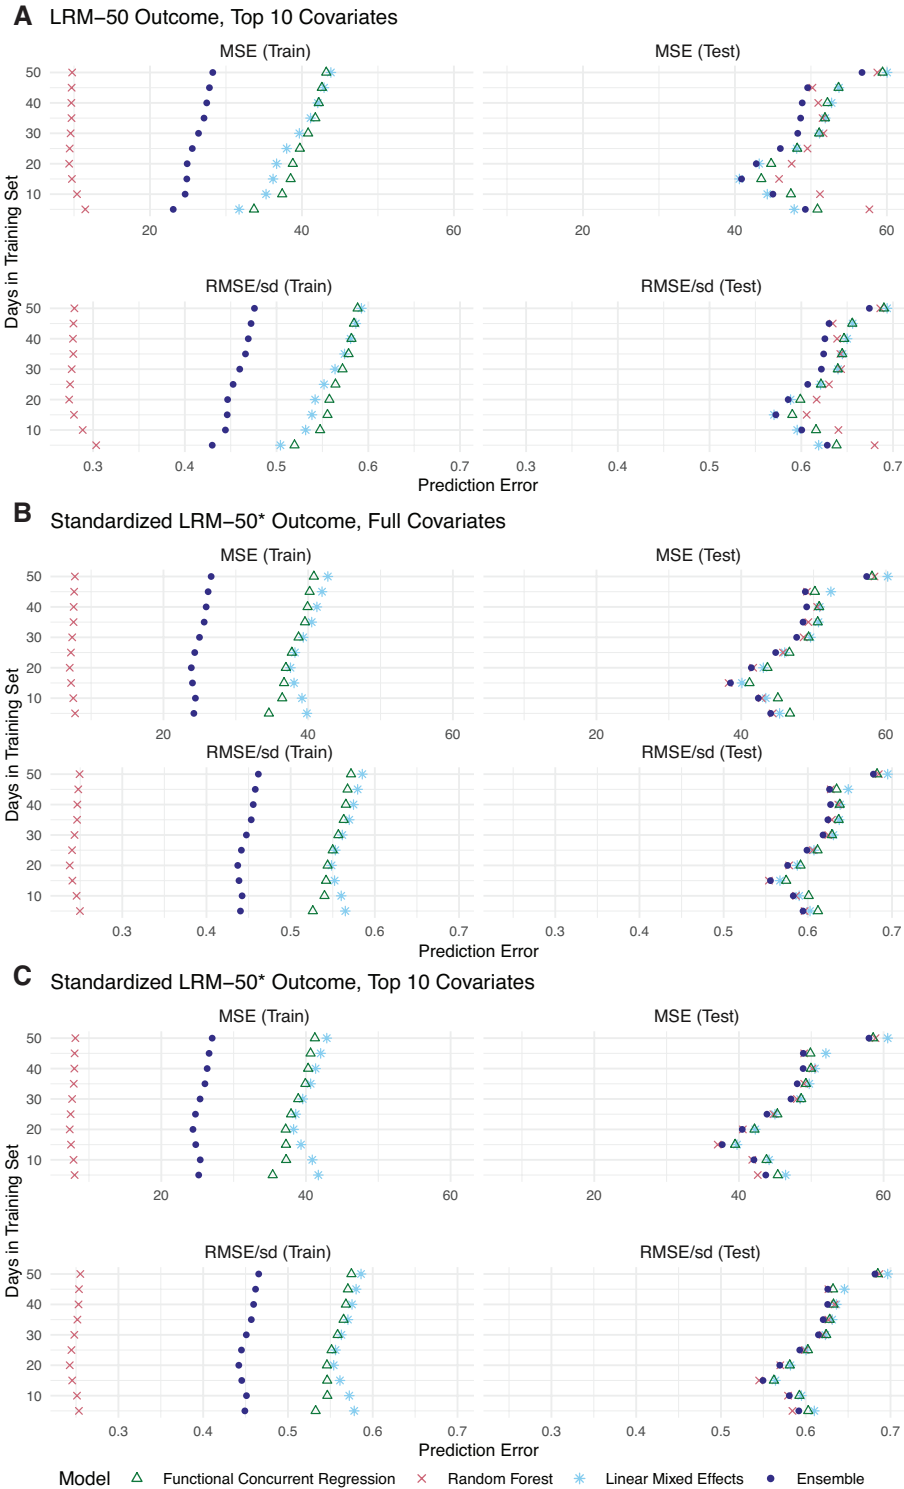 A LRM−50 Outcome, Top 10 Covariates
MSE (Train) MSE (Test)
50
40
30
20
10
20 40 60 20 40 60
RMSE/sd (Train) RMSE/sd (Test)
50
40
30
20
10
0.3 0.4 0.5 0.6 0.7 0.3 0.4 0.5 0.6 0.7
Days in Training Set
Prediction Error
B Standardized LRM−50* Outcome, Full Covariates
MSE (Train) MSE (Test)
50
40
30
20
10
20 40 60 20 40 60
RMSE/sd (Train) RMSE/sd (Test)
50
40
30
20
10
0.3 0.4 0.5 0.6 0.7 0.3 0.4 0.5 0.6 0.7
Days in Training Set
Prediction Error
C Standardized LRM−50* Outcome, Top 10 Covariates
MSE (Train) MSE (Test)
50
40
30
20
10
20 40 60 20 40 60
RMSE/sd (Train) RMSE/sd (Test)
50
40
30
20
10
0.3 0.4 0.5 0.6 0.7 0.3 0.4 0.5 0.6 0.7
Days in Training Set
Prediction Error
Model Functional Concurrent Regression Random Forest Linear Mixed Effects Ensemble